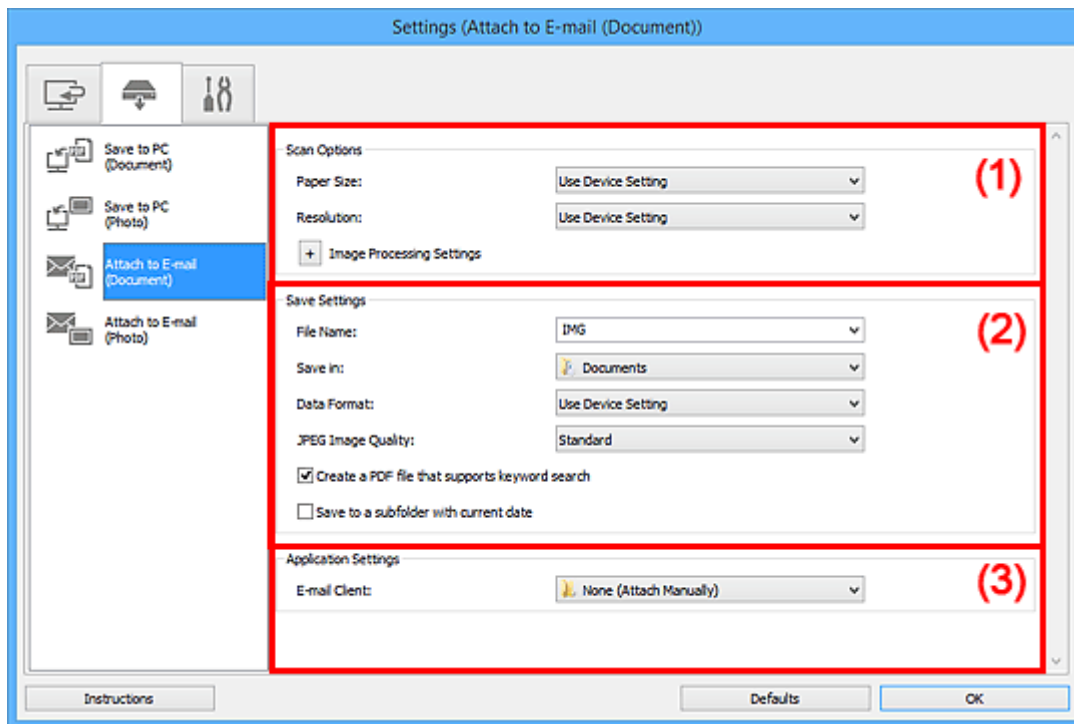 Settings (Attach to E-mail (Document))
Save to PC
(Document)
Save to PC
(Photo)
Attach to E-mail
(Document)
Attach to E-mail
(Photo)
Scan Options
(1)
Paper Size: Use Device Setting
Resolution: Use Device Setting
+ Image Processing Settings
Save Settings
(2)
File Name: IMG
Save in: Documents
Data Format: Use Device Setting
JPEG Image Quality: Standard
Create a PDF file that supports keyword search
Save to a subfolder with current date
Application Settings
(3)
E-mail Client: None (Attach Manually)
Instructions Defaults OK